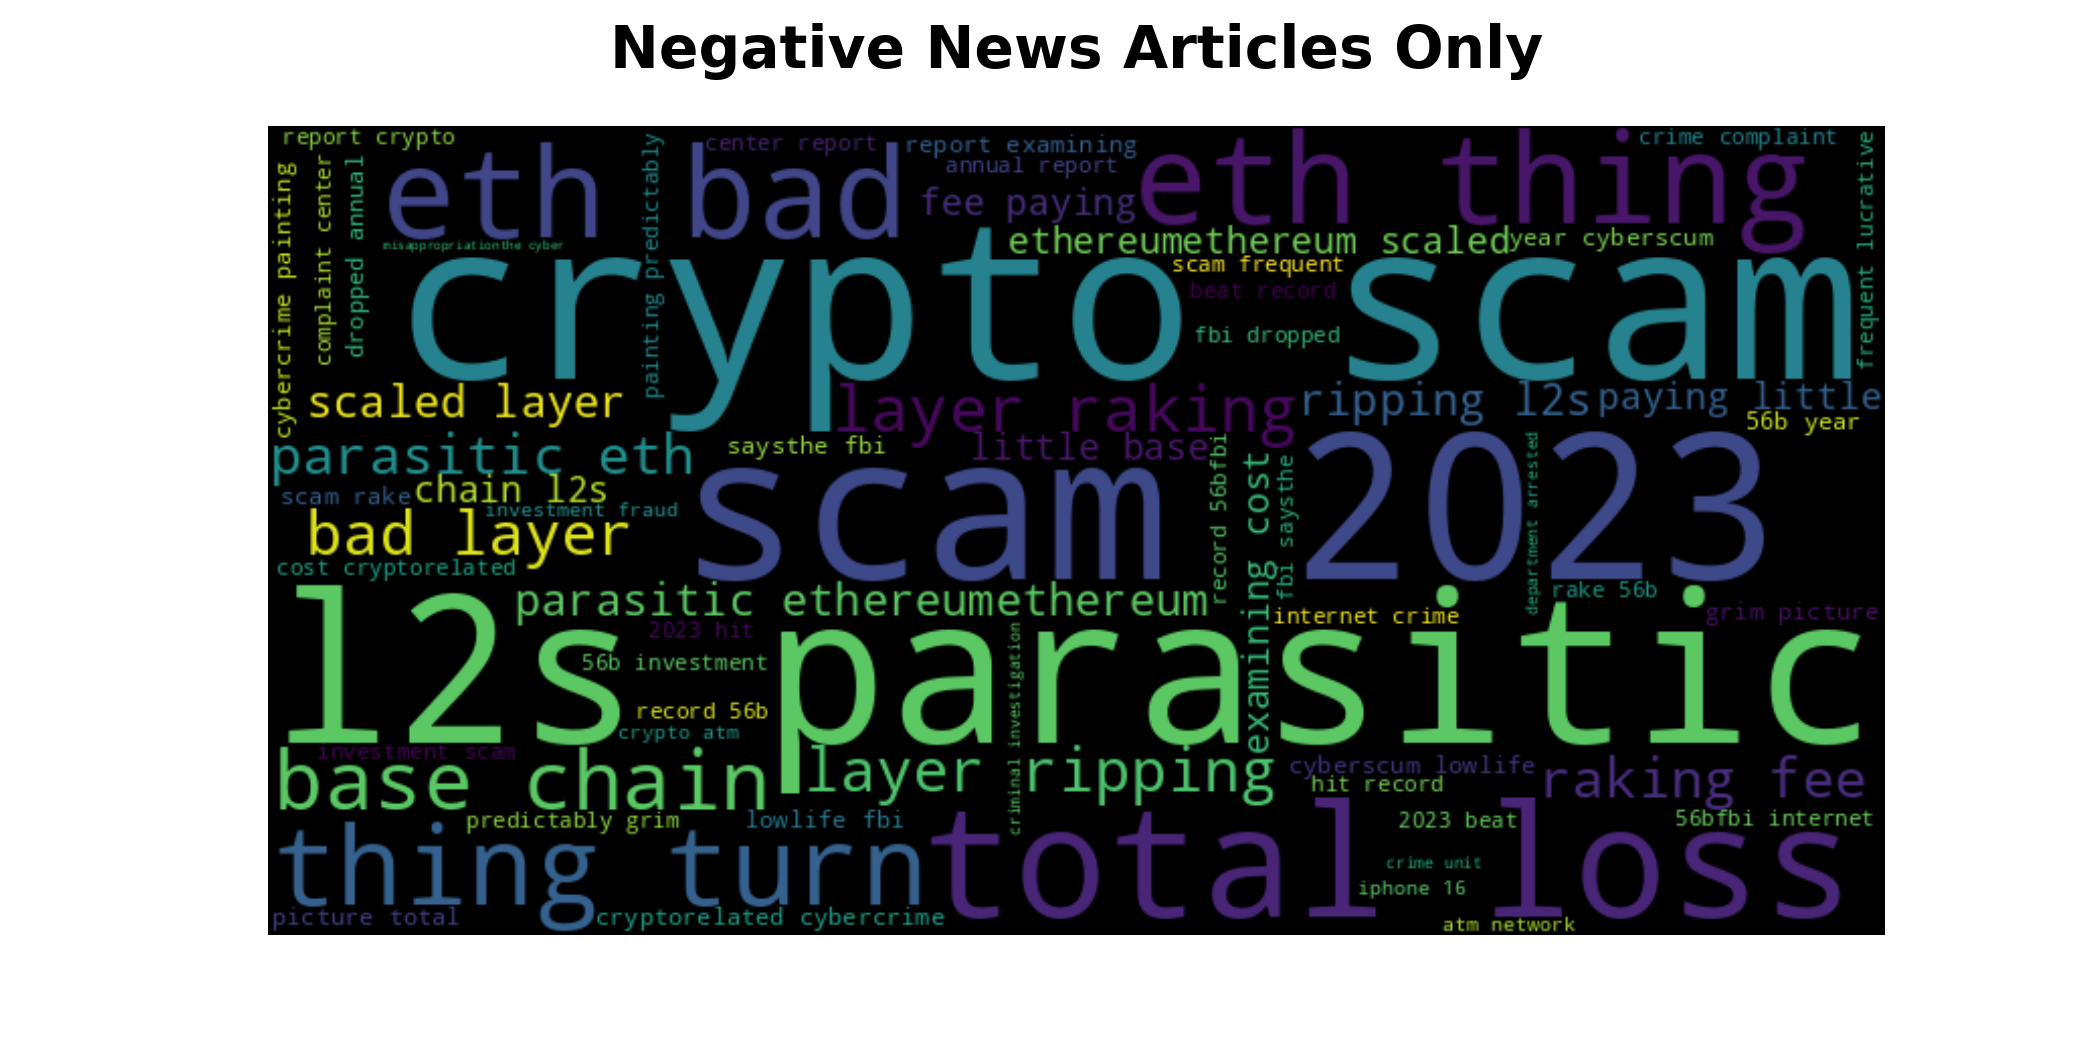 Negative News Articles Only
report crypto
center report
report examining
crime complaint
annual report
eth bad
eth thing
fee paying
cybercrime painting
complaint center
dropped annual
painting predictably
frequent lucrative
misappropriationthe cyber
ethereumethereum scaled
year cyberscum
scam frequent
beat record
crypto scam
fbi dropped
scaled layer
layer raking
ripping l2s
paying little
56b year
parasitic eth
saysthe fbi
little base
scam 2023
scam rake
chain l2s
investment fraud
record 56bfbi
examining cost
fbi saysthe
department arrested
bad layer
cost cryptorelated
rake 56b
parasitic ethereumethereum
internet crime
grim picture
2023 hit
l2s parasitic
56b investment
criminal investigation
record 56b
crypto atm
investment scam
base chain
layer ripping
cyberscum lowlife
raking fee
hit record
predictably grim
lowlife fbi
2023 beat
56bfbi internet
thing turn
total loss
crime unit
iphone 16
picture total
cryptorelated cybercrime
atm network